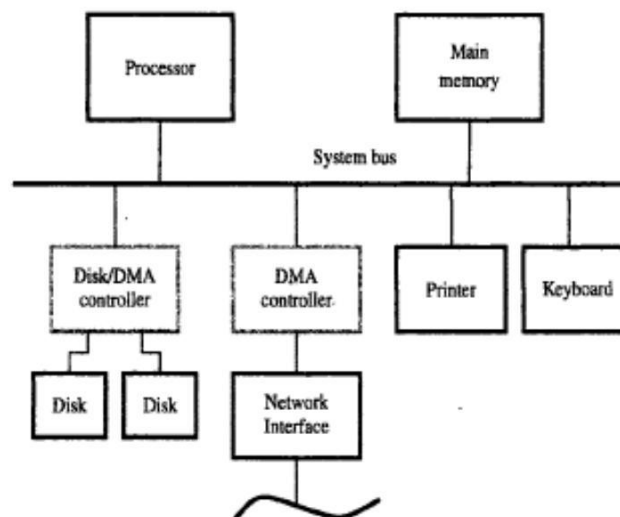 Processor
Main
memory
System bus
Disk/DMA
controller
DMA
controller
Printer
Keyboard
Disk
Disk
Network
Interface